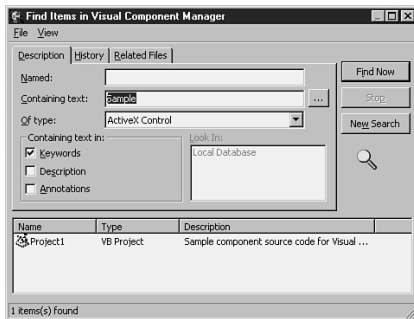 Find Items in Visual Component Manager
File View
Description History Related Files
Named:
Containing text: Sample
...
Of type: ActiveX Control
Containing text in:
Keywords
Description
Annotations
Look In:
Local Database
Find Now
Stop
New Search
Name Type Description
Project1 VB Project Sample component source code for Visual ...
1 items(s) found